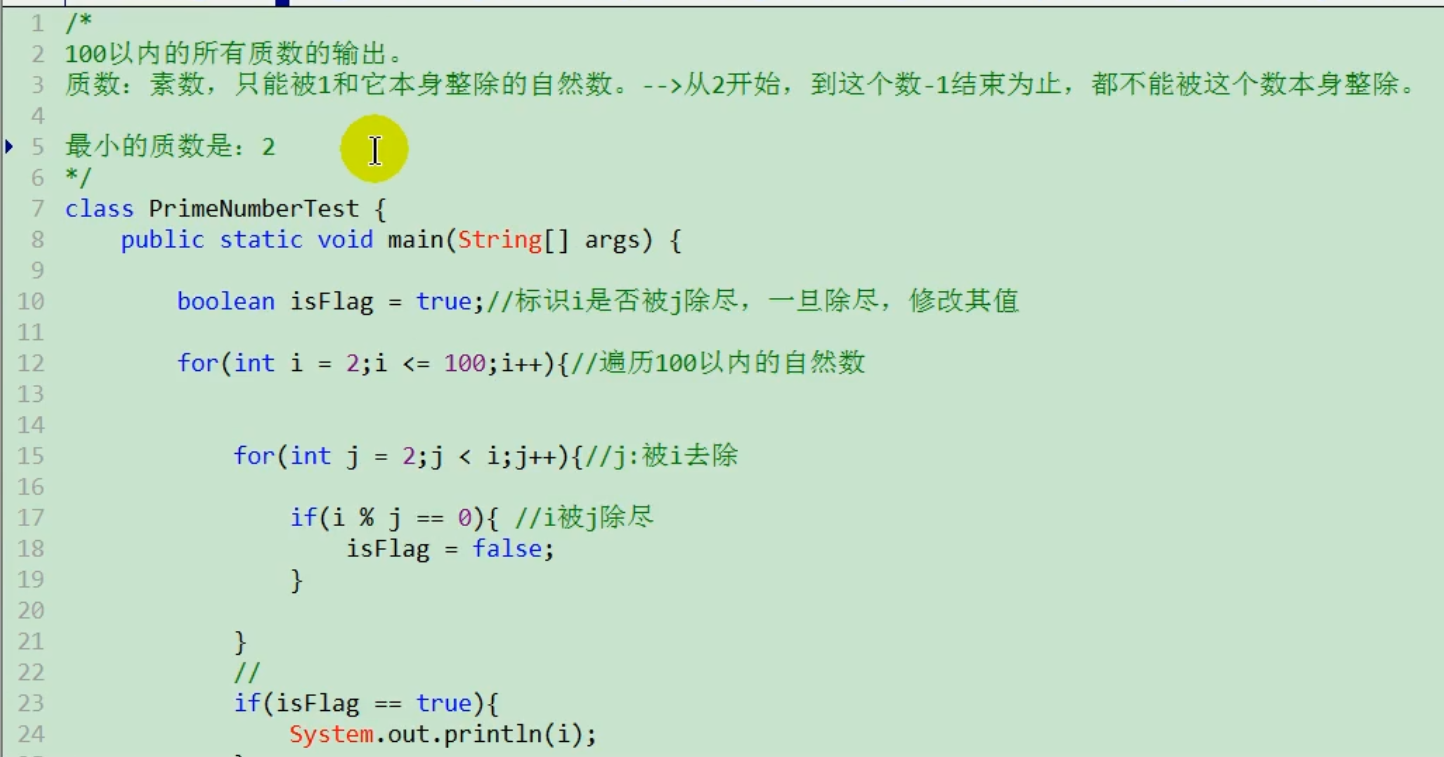 1 /*
2 100以内的所有质数的输出。
3 质数：素数，只能被1和它本身整除的自然数。-->从2开始，到这个数-1结束为止，都不能被这个数本身整除。
4
5 最小的质数是：2
6 */
7 class PrimeNumberTest {
8 public static void main(String[] args) {
9
10 boolean isFlag = true;//标识i是否被j除尽，一旦除尽，修改其值
11
12 for(int i = 2;i <= 100;i++){//遍历100以内的自然数
13
14
15 for(int j = 2;j < i;j++){//j:被i去除
16
17 if(i % j == 0){ //i被j除尽
18 isFlag = false;
19 }
20
21 }
22 //
23 if(isFlag == true){
24 System.out.println(i);